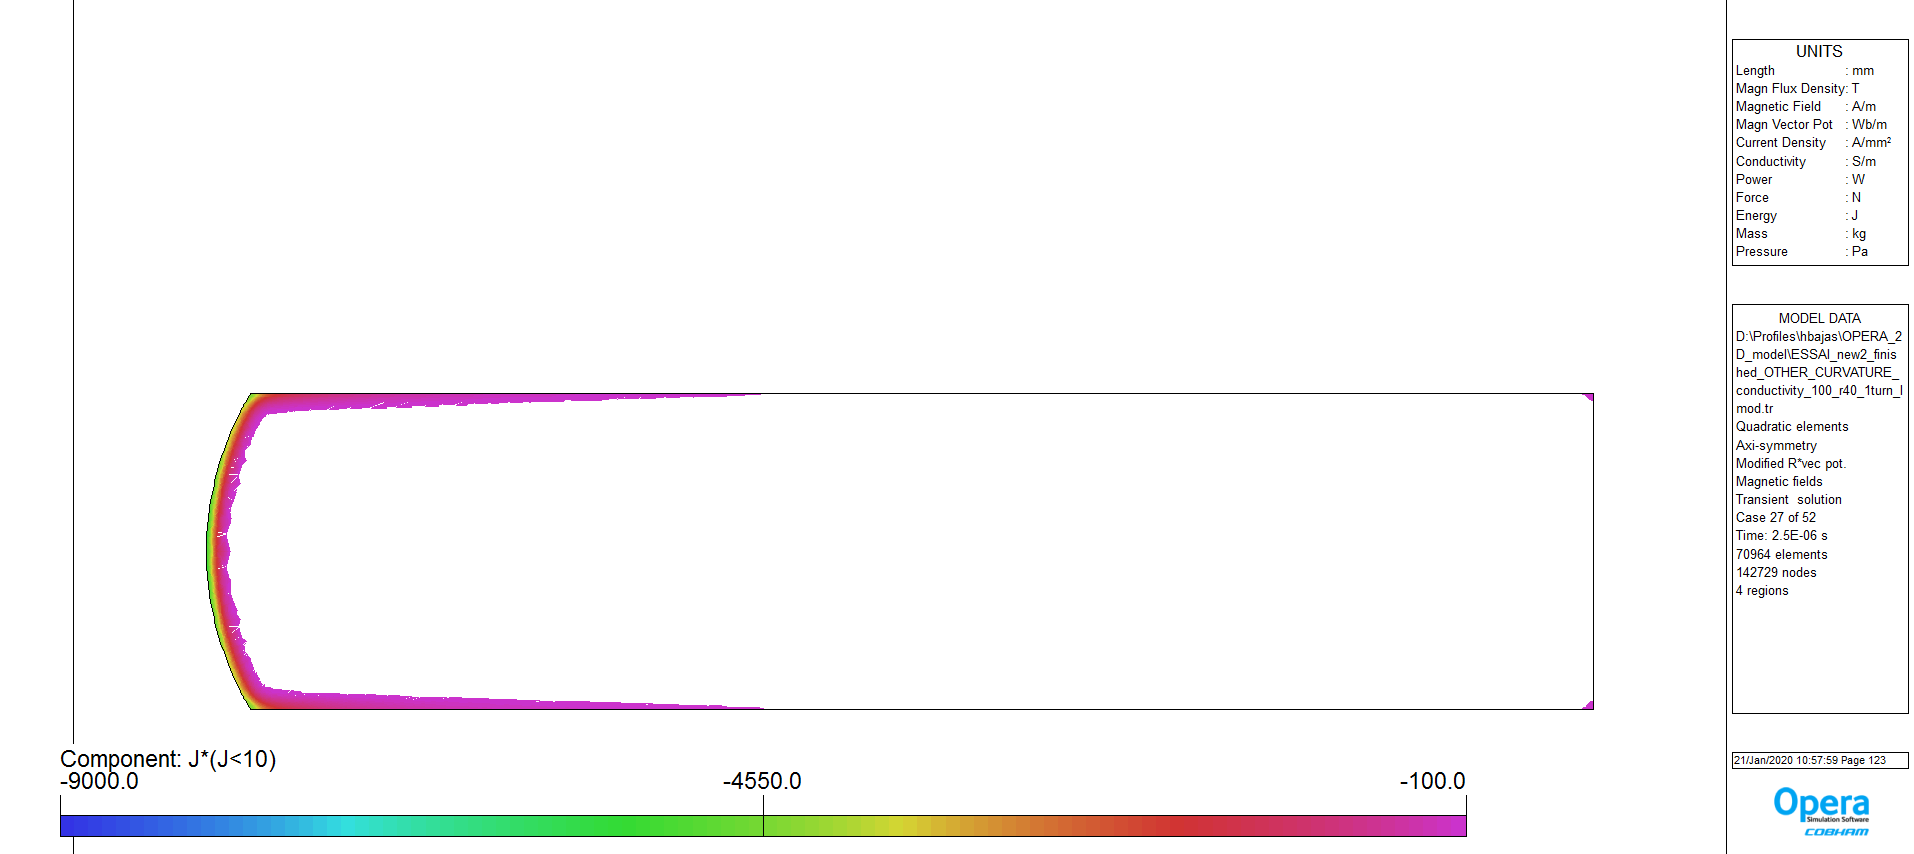 UNITS
Length : mm
Magn Flux Density: T
Magnetic Field : A/m
Magn Vector Pot : Wb/m
Current Density : A/mm²
Conductivity : S/m
Power : W
Force : N
Energy : J
Mass : kg
Pressure : Pa
MODEL DATA
D:\Profiles\hbajas\OPERA_2
D_model\ESSAI_new2_finis
hed_OTHER_CURVATURE_
conductivity_100_r40_1turn_l
mod.tr
Quadratic elements
Axi-symmetry
Modified R*vec pot.
Magnetic fields
Transient solution
Case 27 of 52
Time: 2.5E-06 s
70964 elements
142729 nodes
4 regions
Component: J*(J<10)
-9000.0 -4550.0 -100.0
21/Jan/2020 10:57:59 Page 123
Opera
Simulation Software
COBHAM